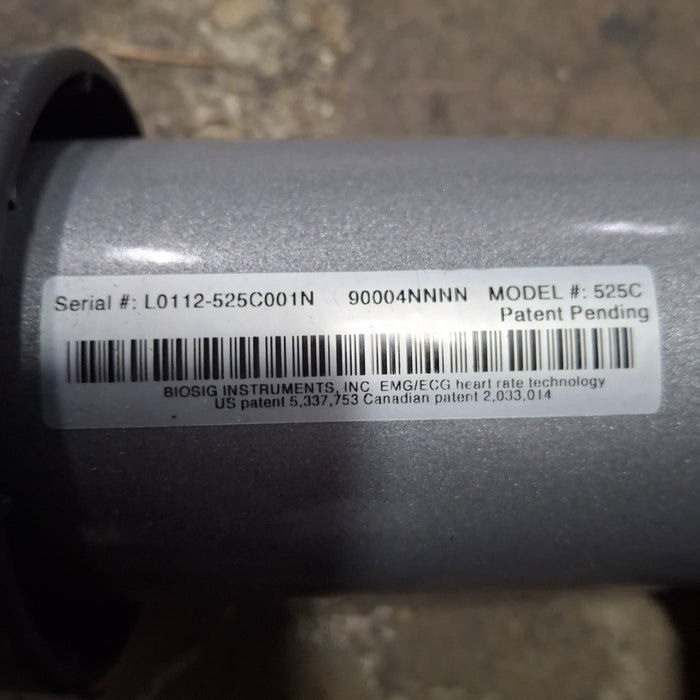 Serial #: L0112-525C001N 90004NNNN MODEL #: 525C
Patent Pending
BIOSIG INSTRUMENTS, INC. EMG/ECG heart rate technology
US patent 5,337,753 Canadian patent 2,033,014